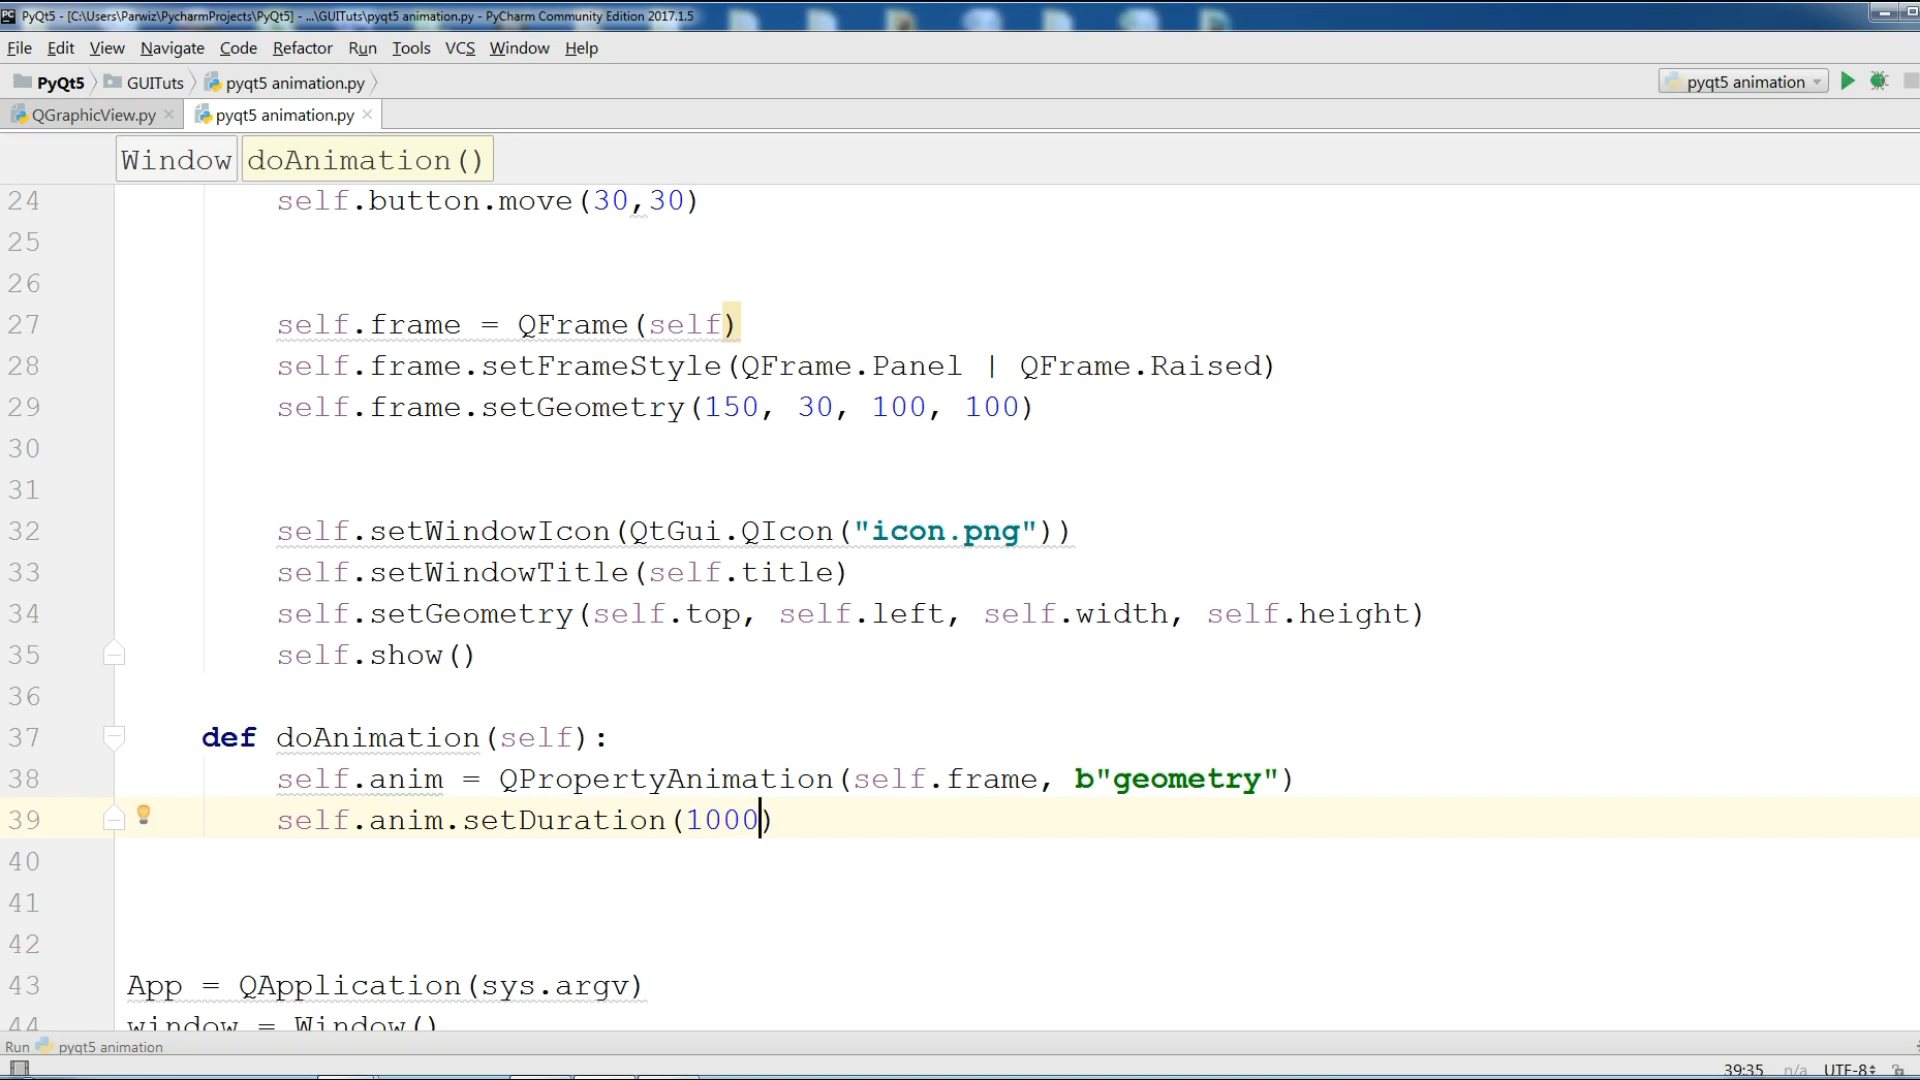 PyQt5 - [C:\Users\Parwiz\PycharmProjects\PyQt5] - ...\GUITuts\pyqt5 animation.py - PyCharm Community Edition 2017.1.5
File Edit View Navigate Code Refactor Run Tools VCS Window Help
PyQt5 GUITuts pyqt5 animation.py pyqt5 animation
QGraphicView.py pyqt5 animation.py
Window doAnimation()
24 self.button.move(30,30)
25
26
27 self.frame = QFrame(self)
28 self.frame.setFrameStyle(QFrame.Panel | QFrame.Raised)
29 self.frame.setGeometry(150, 30, 100, 100)
30
31
32 self.setWindowIcon(QtGui.QIcon("icon.png"))
33 self.setWindowTitle(self.title)
34 self.setGeometry(self.top, self.left, self.width, self.height)
35 self.show()
36
37 def doAnimation(self):
38 self.anim = QPropertyAnimation(self.frame, b"geometry")
39 self.anim.setDuration(1000)
40
41
42
43 App = QApplication(sys.argv)
44 window = Window()
Run pyqt5 animation
39:35 n/a UTF-8